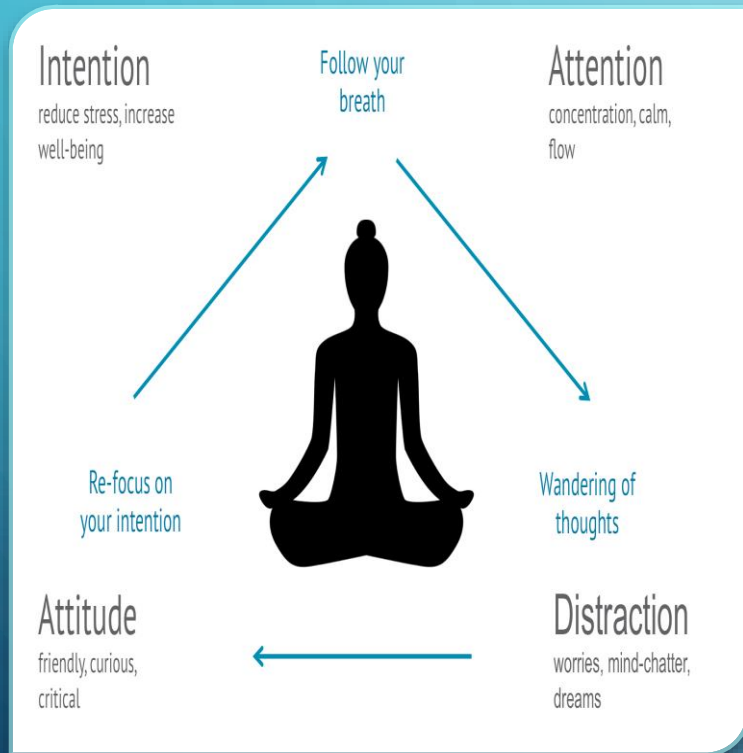 Intention
reduce stress, increase
well-being
Follow your
breath
Attention
concentration, calm,
flow
Re-focus on
your intention
Wandering of
thoughts
Attitude
friendly, curious,
critical
Distraction
worries, mind-chatter,
dreams